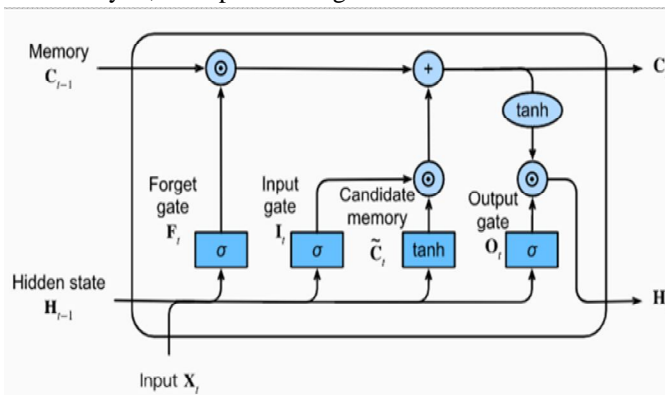 Memory
C_{t-1}
C
+
tanh
Forget
gate
F_t
Input
gate
I_t
Candidate
memory
C̃_t
Output
gate
O_t
σ
σ
tanh
σ
Hidden state
H_{t-1}
H
Input X_t